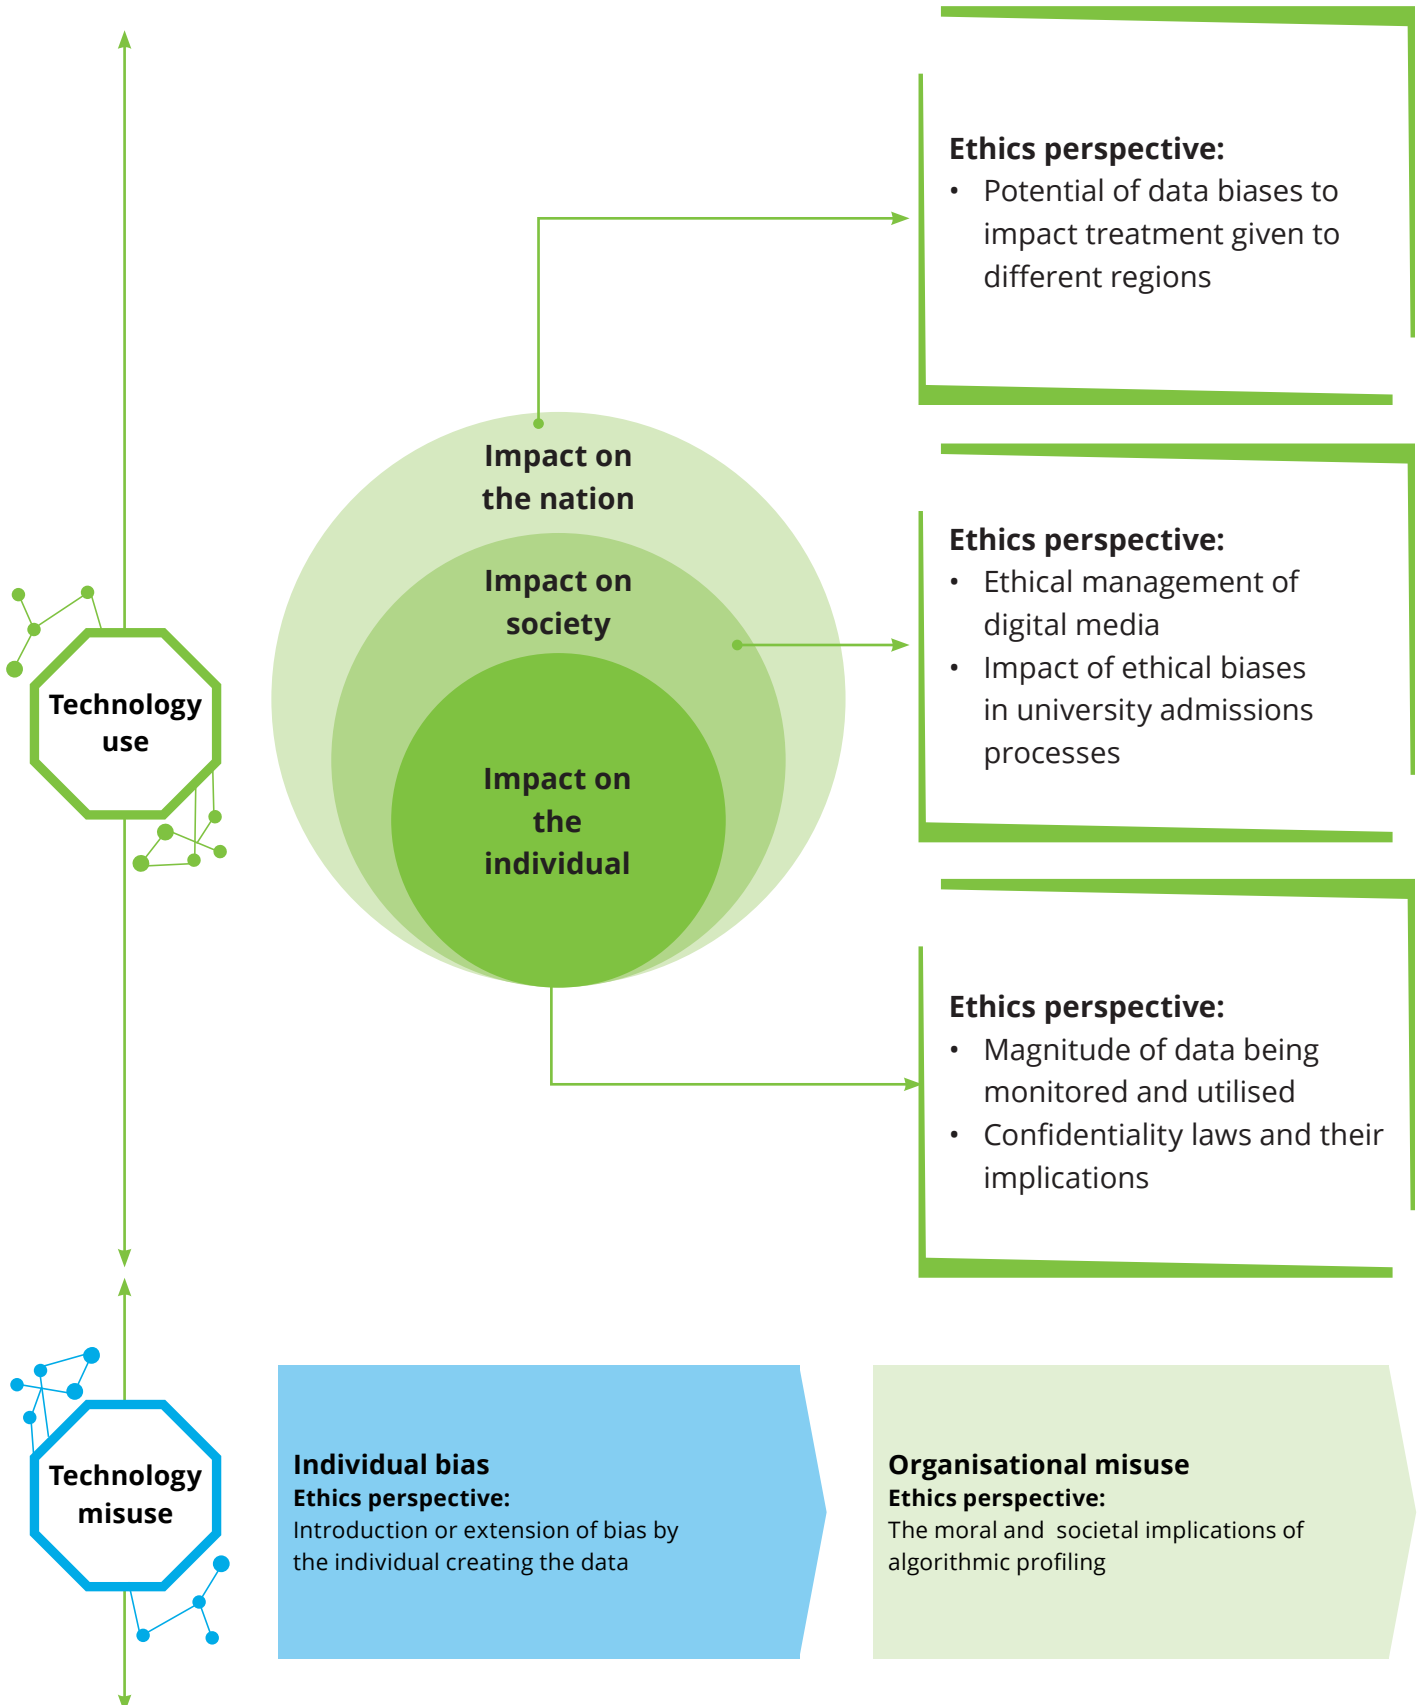 Ethics perspective:
• Potential of data biases to
impact treatment given to
different regions
Impact on
the nation
Impact on
society
Impact on
the
individual
Technology
use
Ethics perspective:
• Ethical management of
digital media
• Impact of ethical biases
in university admissions
processes
Ethics perspective:
• Magnitude of data being
monitored and utilised
• Confidentiality laws and their
implications
Technology
misuse
Individual bias
Ethics perspective:
Introduction or extension of bias by
the individual creating the data
Organisational misuse
Ethics perspective:
The moral and societal implications of
algorithmic profiling